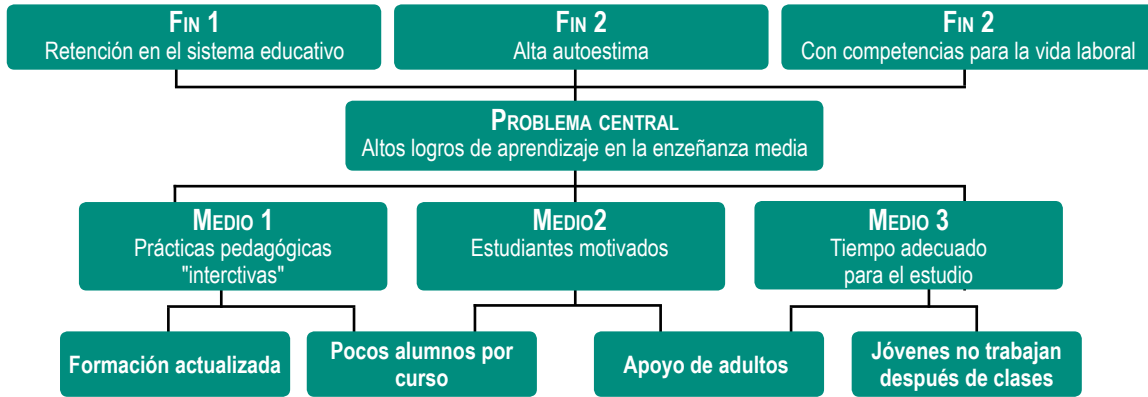 FIN 1
Retención en el sistema educativo
FIN 2
Alta autoestima
FIN 2
Con competencias para la vida laboral
PROBLEMA CENTRAL
Altos logros de aprendizaje en la enzeñanza media
MEDIO 1
Prácticas pedagógicas
"interctivas"
MEDIO2
Estudiantes motivados
MEDIO 3
Tiempo adecuado
para el estudio
Formación actualizada
Pocos alumnos por
curso
Apoyo de adultos
Jóvenes no trabajan
después de clases